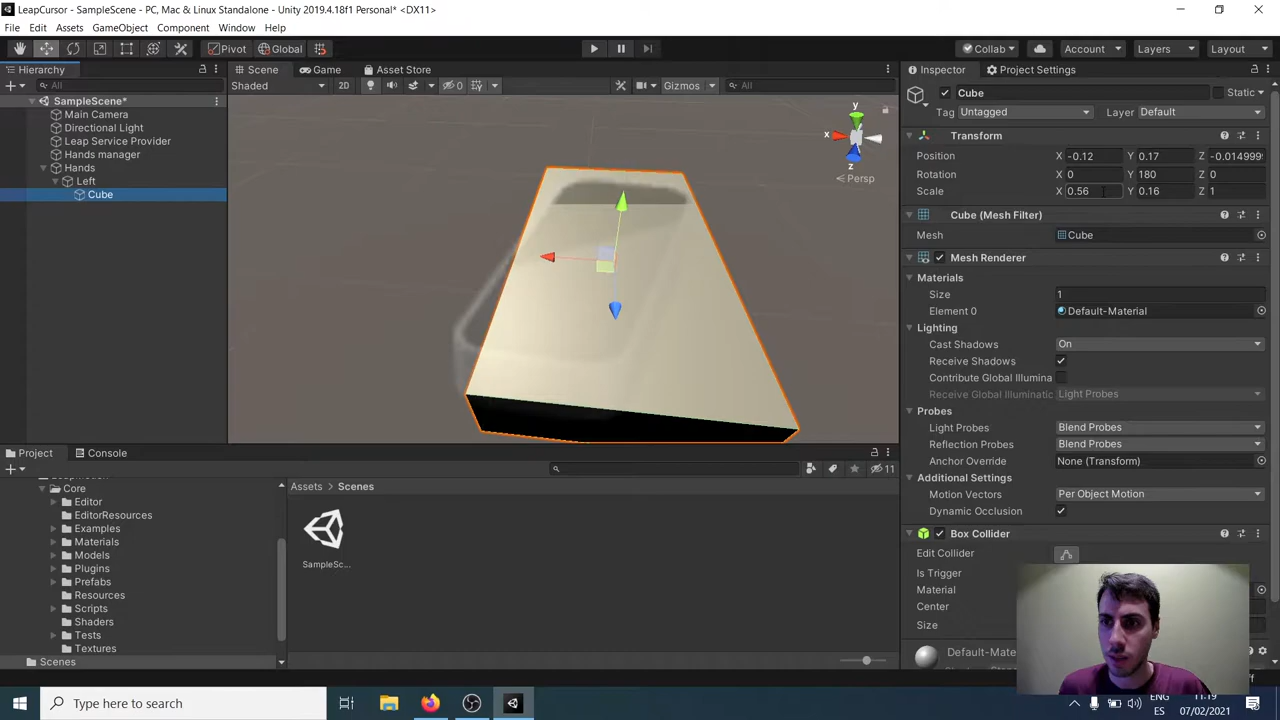 LeapCursor - SampleScene - PC, Mac & Linux Standalone - Unity 2019.4.18f1 Personal* <DX11>
File Edit Assets GameObject Component Window Help
Pivot Global Collab Account Layers Layout
Hierarchy Scene Game Asset Store Inspector Project Settings
All Shaded 2D 0 Gizmos All Cube Static
SampleScene*
Tag Untagged Layer Default
Main Camera
Directional Light
Leap Service Provider
Hands manager
Hands
Left
Cube
y
x
z
Persp
Transform
Position X -0.12 Y 0.17 Z -0.014999
Rotation X 0 Y 180 Z 0
Scale X 0.56 Y 0.16 Z 1
Cube (Mesh Filter)
Mesh Cube
Mesh Renderer
Materials
Size 1
Element 0 Default-Material
Lighting
Cast Shadows On
Receive Shadows
Contribute Global Illumina
Receive Global Illuminatic Light Probes
Probes
Light Probes Blend Probes
Reflection Probes Blend Probes
Anchor Override None (Transform)
Additional Settings
Motion Vectors Per Object Motion
Dynamic Occlusion
Box Collider
Edit Collider
Is Trigger
Material
Center
Size
Default-Mate
Project Console
11
Core
Editor
EditorResources
Examples
Materials
Models
Plugins
Prefabs
Resources
Scripts
Shaders
Tests
Textures
Scenes
Assets Scenes
SampleSc...
Type here to search
ENG
ES
11:19
07/02/2021